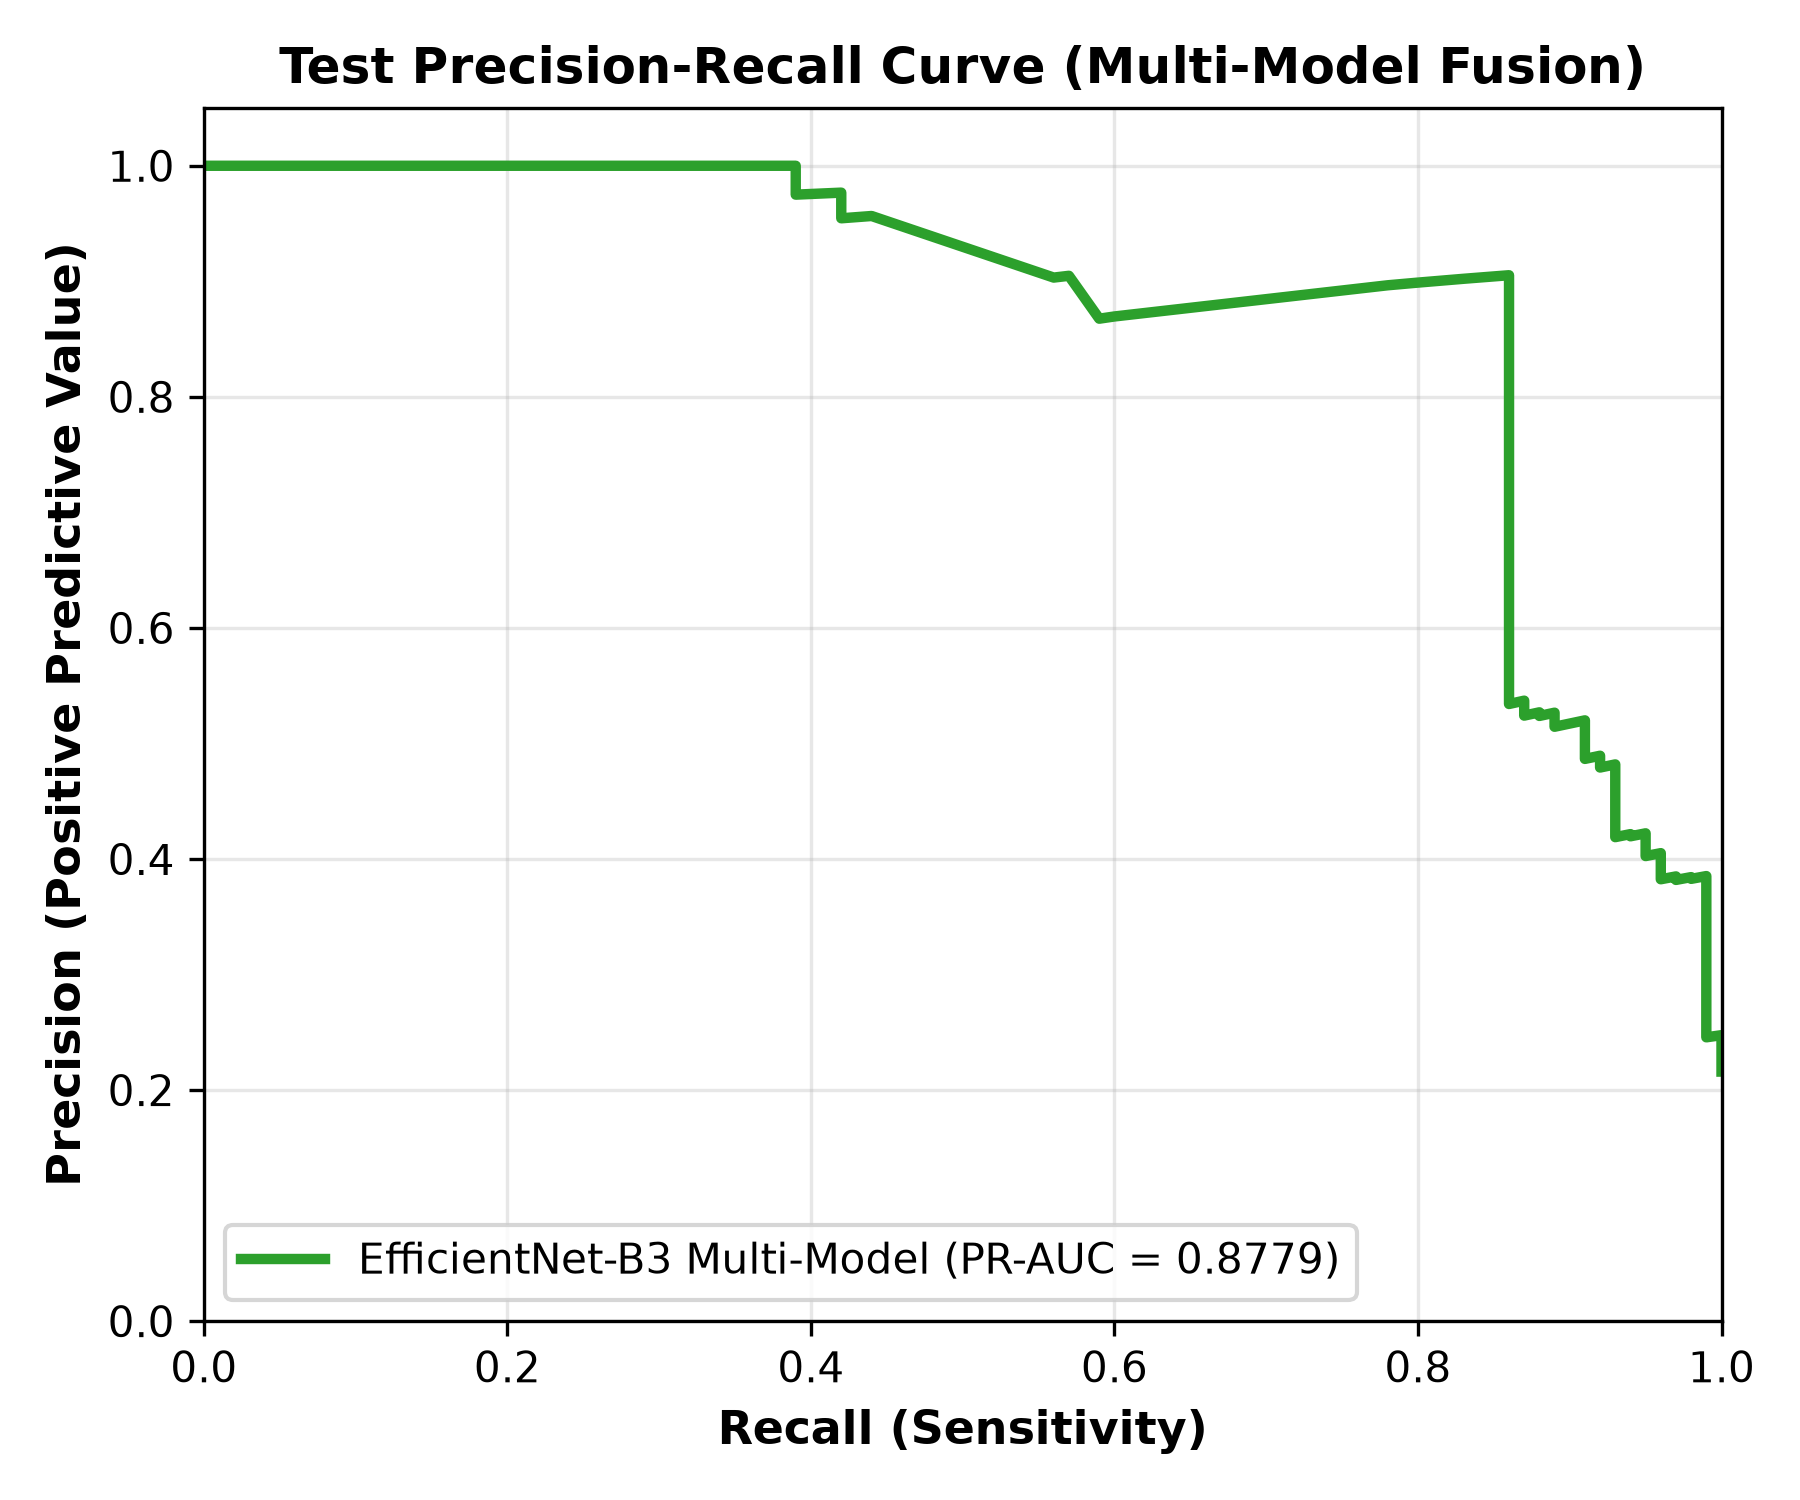 Test Precision-Recall Curve (Multi-Model Fusion)
Precision (Positive Predictive Value)
1.0
0.8
0.6
0.4
0.2
0.0
EfficientNet-B3 Multi-Model (PR-AUC = 0.8779)
0.0 0.2 0.4 0.6 0.8 1.0
Recall (Sensitivity)